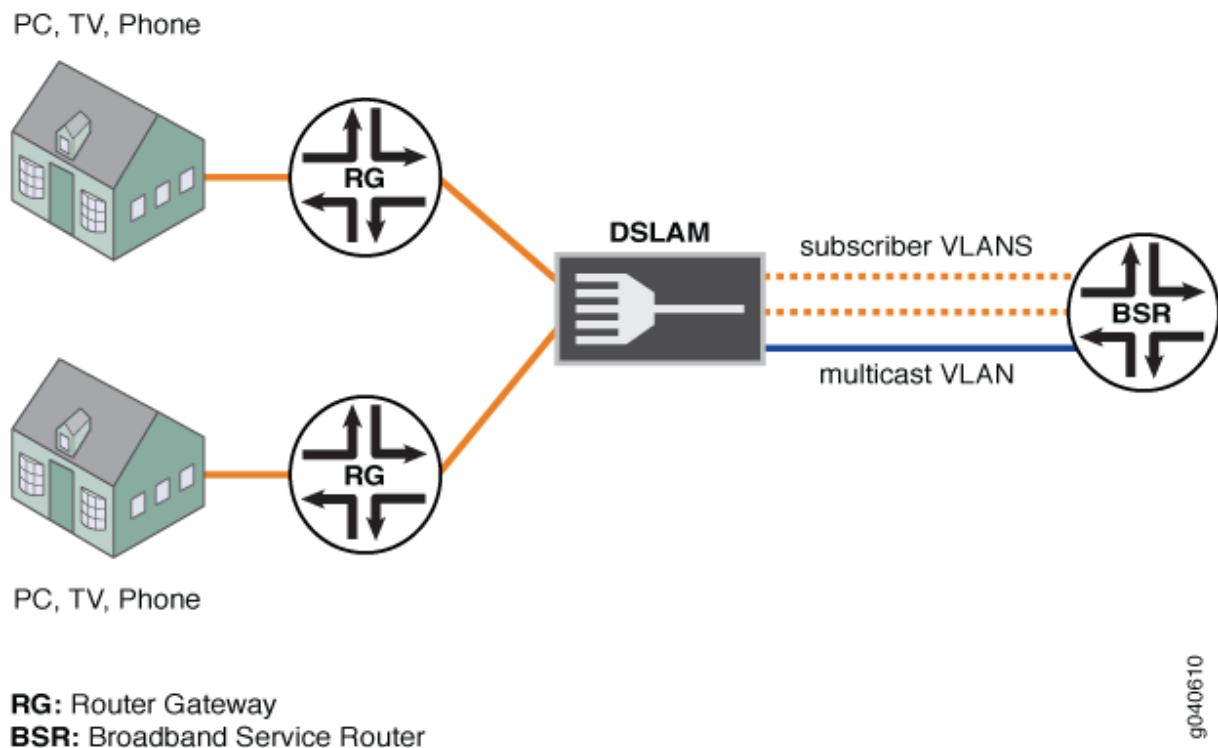 PC, TV, Phone
RG
DSLAM
subscriber VLANS
BSR
multicast VLAN
RG
PC, TV, Phone
RG: Router Gateway
BSR: Broadband Service Router
g040610